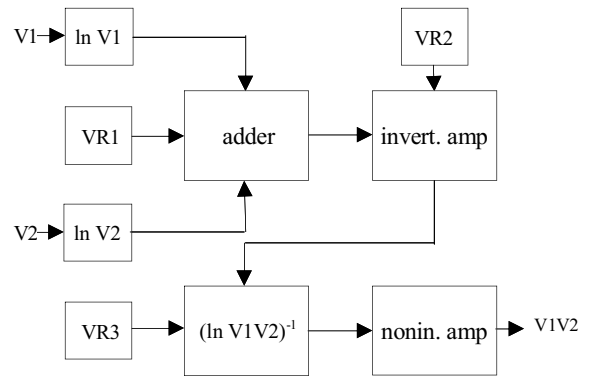 V1
ln V1
VR2
VR1
adder
invert. amp
V2
ln V2
VR3
(ln V1V2)⁻¹
nonin. amp
V1V2